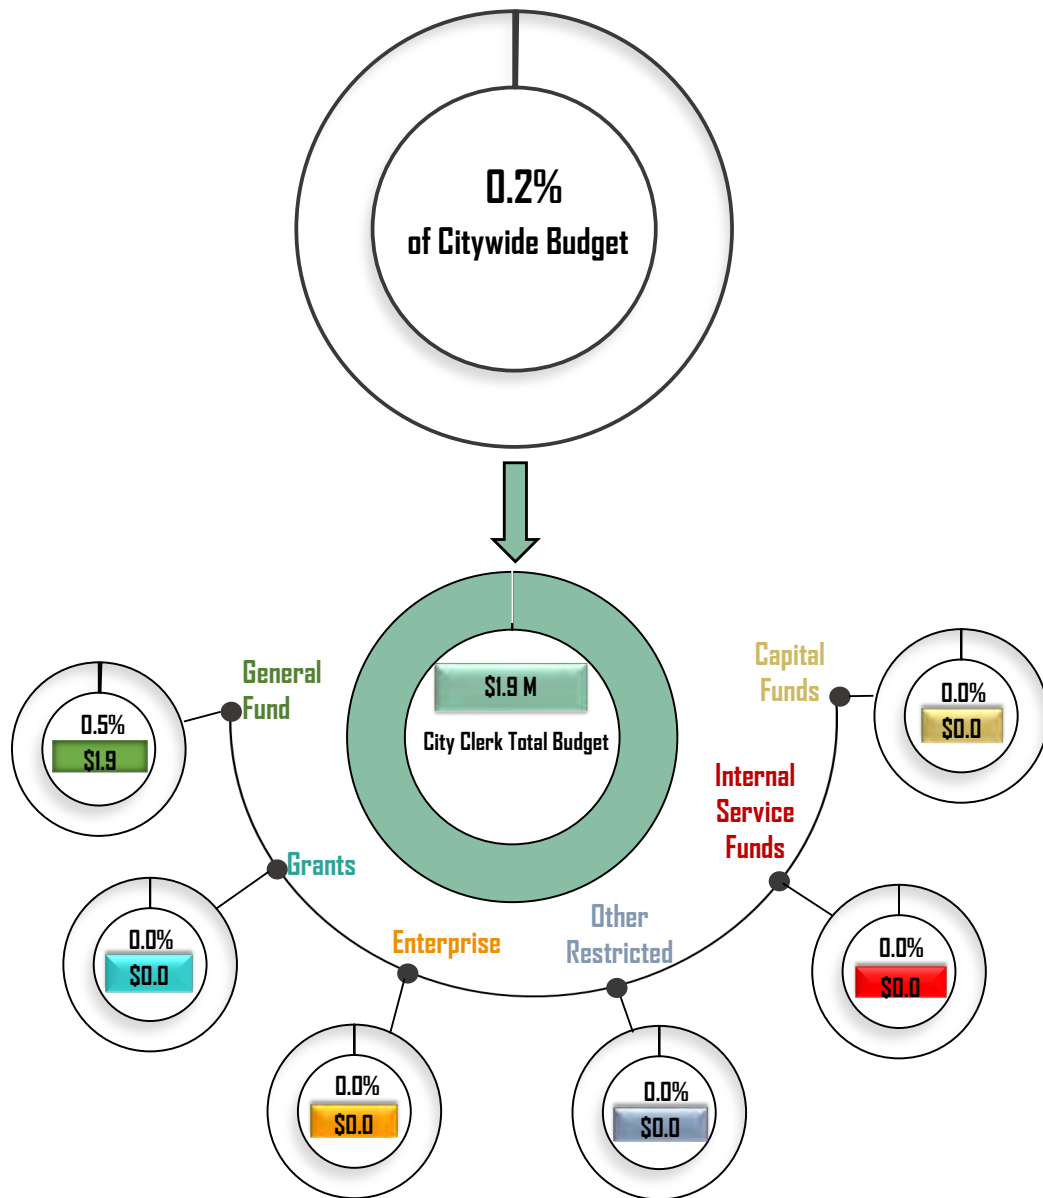 0.2%
of Citywide Budget
$1.9 M
City Clerk Total Budget
General
Fund
0.5%
$1.9
Grants
0.0%
$0.0
Enterprise
0.0%
$0.0
Other
Restricted
0.0%
$0.0
Internal
Service
Funds
0.0%
$0.0
Capital
Funds
0.0%
$0.0